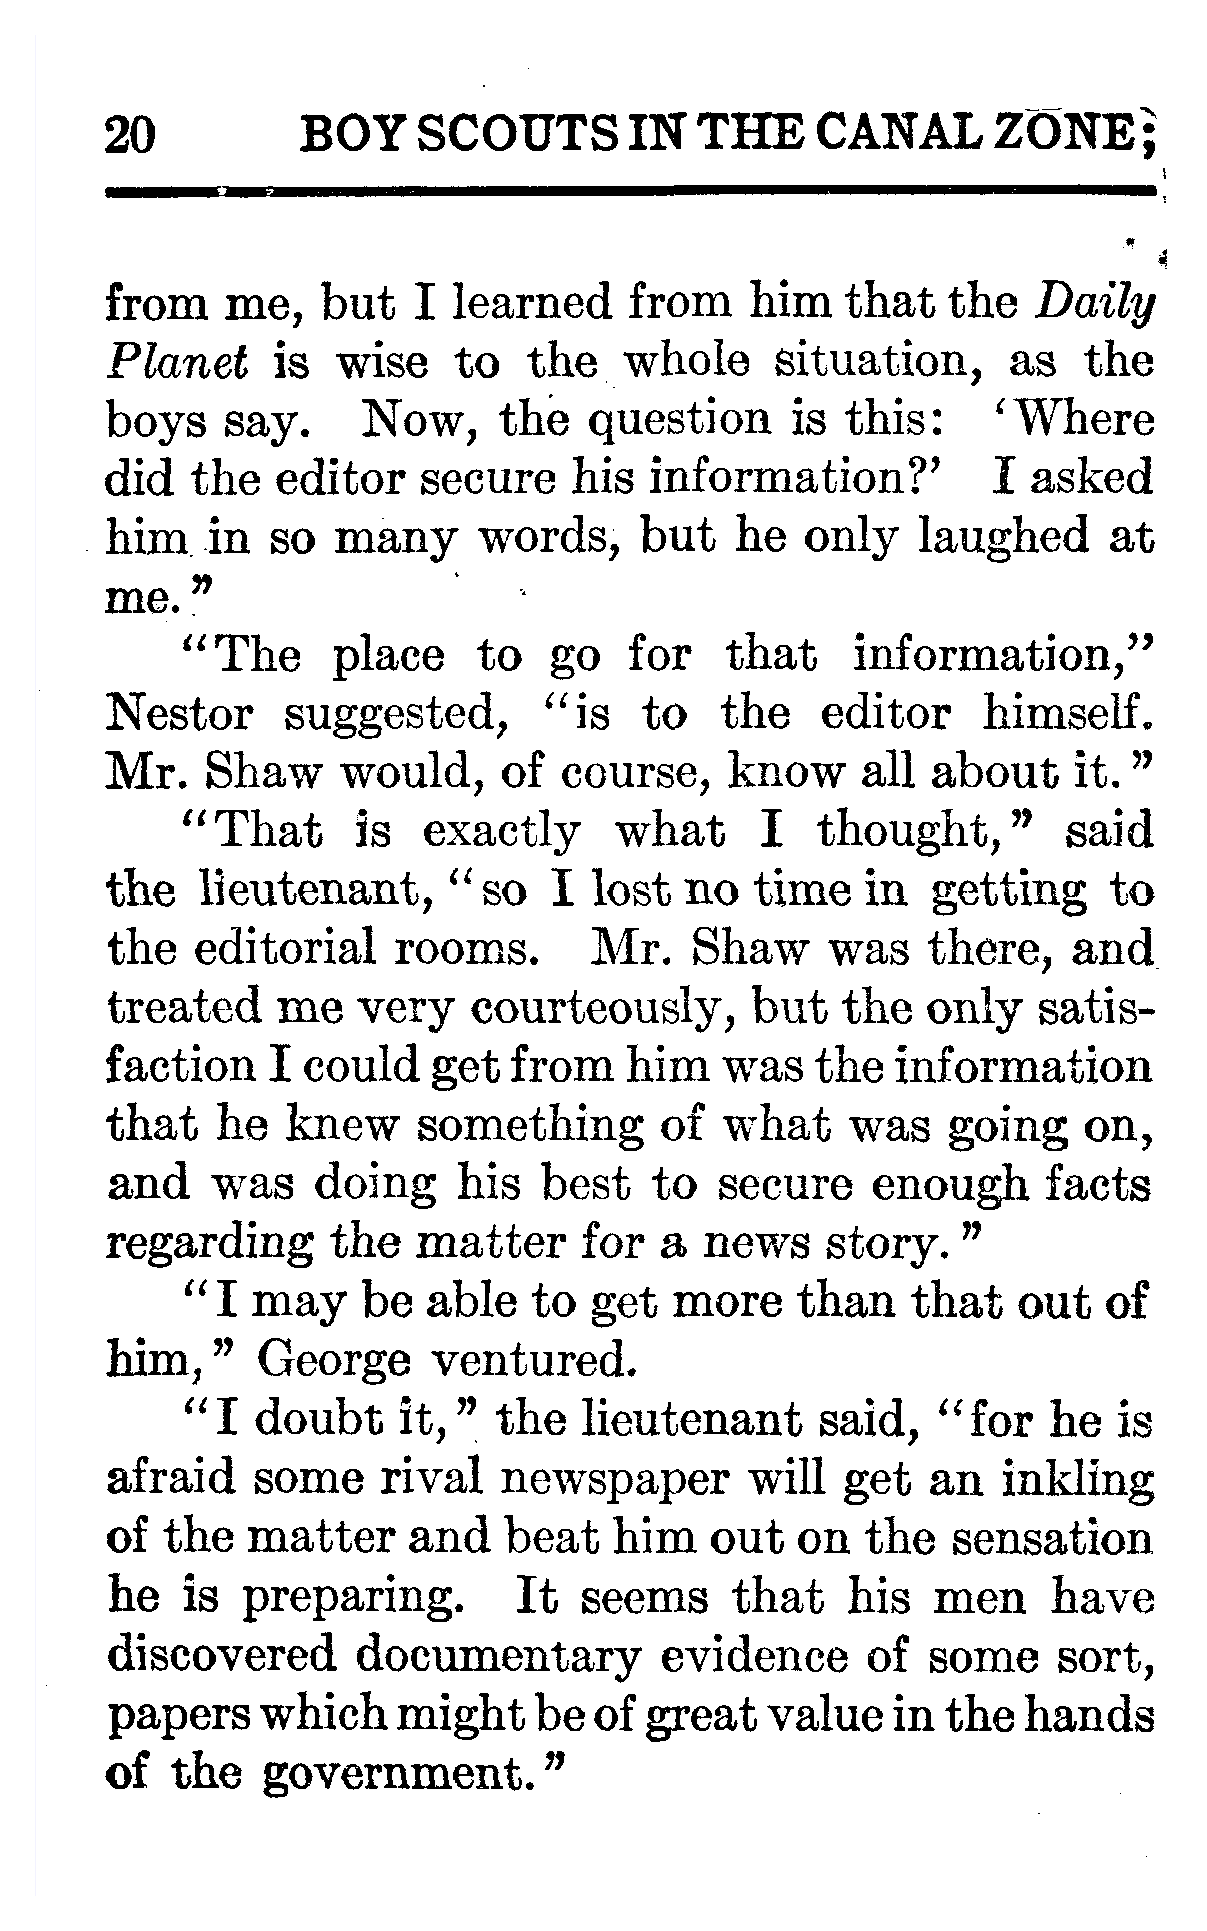 20 BOY SCOUTS IN THE CANAL ZONE;
from me, but I learned from him that the Daily
Planet is wise to the whole situation, as the
boys say. Now, the question is this: ‘Where
did the editor secure his information?’ I asked
him in so many words, but he only laughed at
me.”
“The place to go for that information,”
Nestor suggested, “is to the editor himself.
Mr. Shaw would, of course, know all about it.”
“That is exactly what I thought,” said
the lieutenant, “so I lost no time in getting to
the editorial rooms. Mr. Shaw was there, and
treated me very courteously, but the only satis-
faction I could get from him was the information
that he knew something of what was going on,
and was doing his best to secure enough facts
regarding the matter for a news story.”
“I may be able to get more than that out of
him,” George ventured.
“I doubt it,” the lieutenant said, “for he is
afraid some rival newspaper will get an inkling
of the matter and beat him out on the sensation
he is preparing. It seems that his men have
discovered documentary evidence of some sort,
papers which might be of great value in the hands
of the government.”